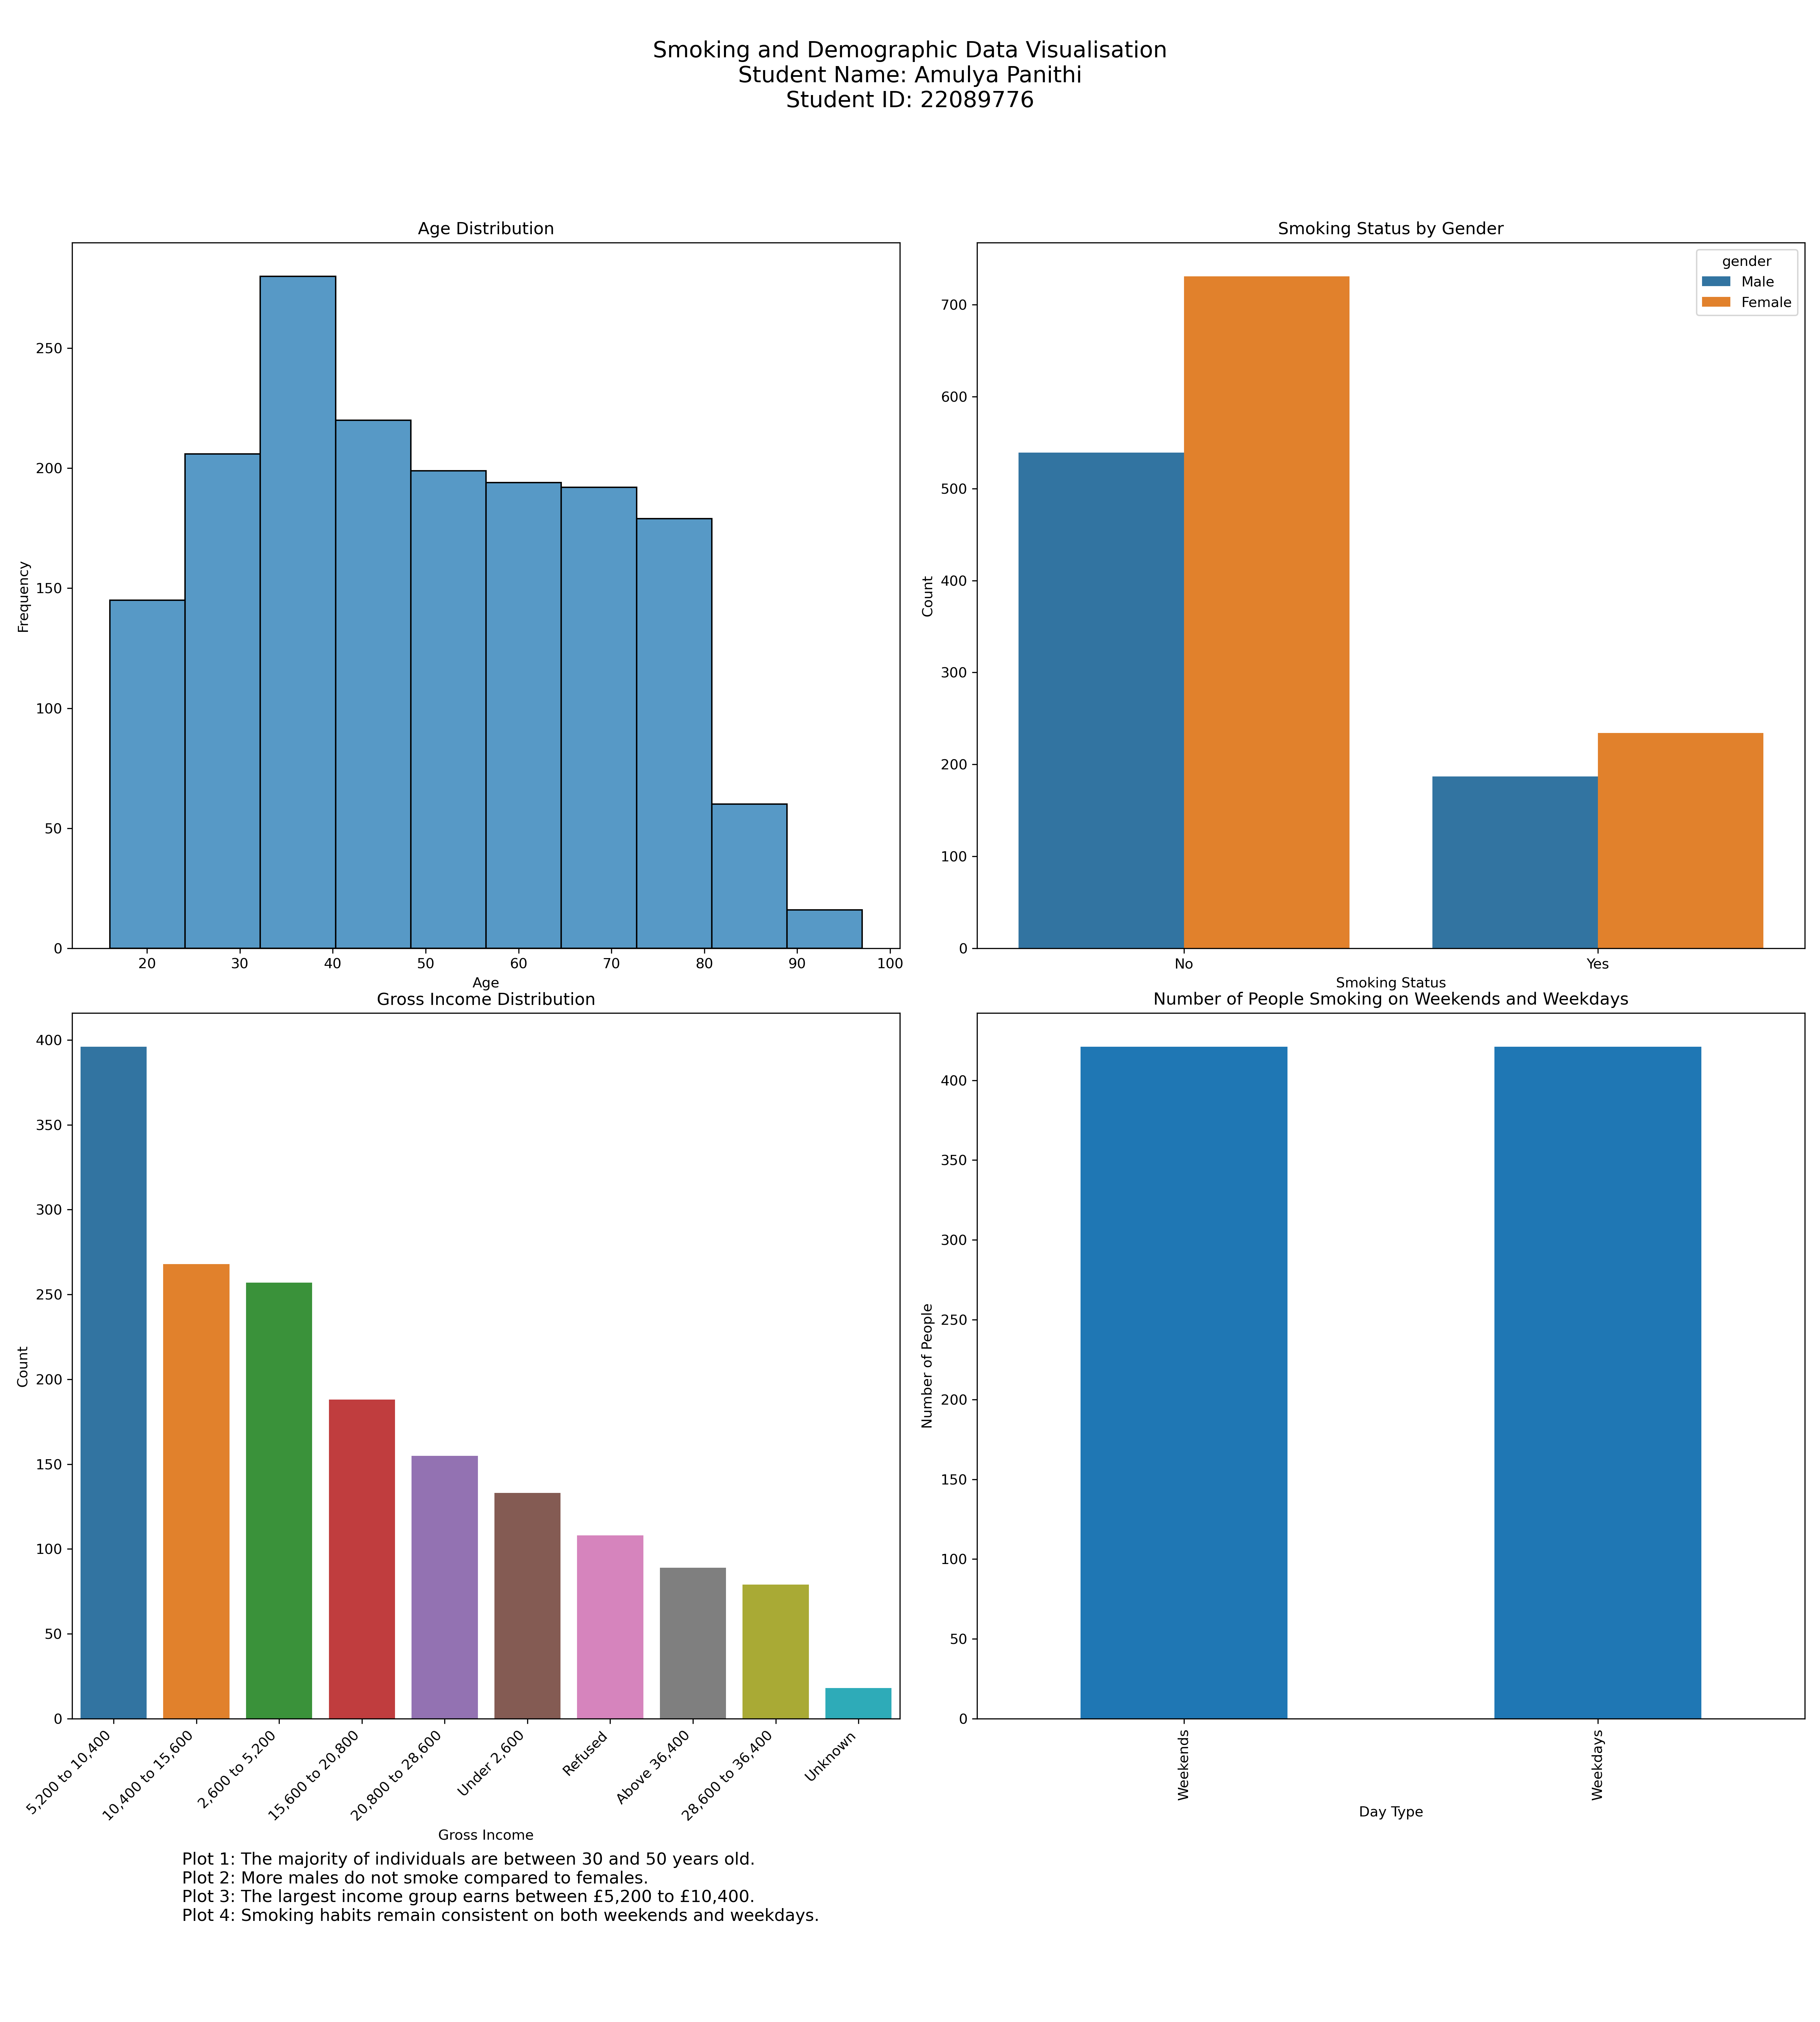 Smoking and Demographic Data Visualisation
Student Name: Amulya Panithi
Student ID: 22089776
Age Distribution
Frequency
250
200
150
100
50
0
20 30 40 50 60 70 80 90 100
Age
Smoking Status by Gender
gender
Male
Female
Count
700
600
500
400
300
200
100
0
No Yes
Smoking Status
Gross Income Distribution
Count
400
350
300
250
200
150
100
50
0
5,200 to 10,400
10,400 to 15,600
2,600 to 5,200
15,600 to 20,800
20,800 to 28,600
Under 2,600
Refused
Above 36,400
28,600 to 36,400
Unknown
Gross Income
Number of People Smoking on Weekends and Weekdays
Number of People
400
350
300
250
200
150
100
50
0
Weekends
Weekdays
Day Type
Plot 1: The majority of individuals are between 30 and 50 years old.
Plot 2: More males do not smoke compared to females.
Plot 3: The largest income group earns between £5,200 to £10,400.
Plot 4: Smoking habits remain consistent on both weekends and weekdays.